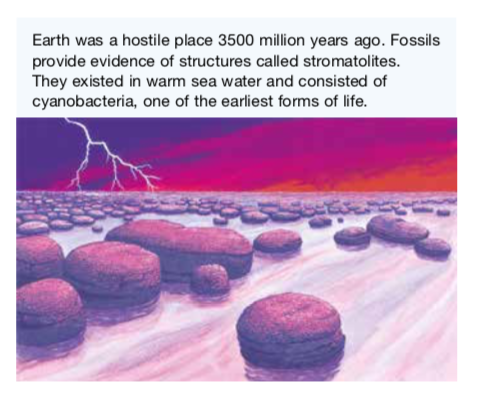 Earth was a hostile place 3500 million years ago. Fossils
provide evidence of structures called stromatolites.
They existed in warm sea water and consisted of
cyanobacteria, one of the earliest forms of life.